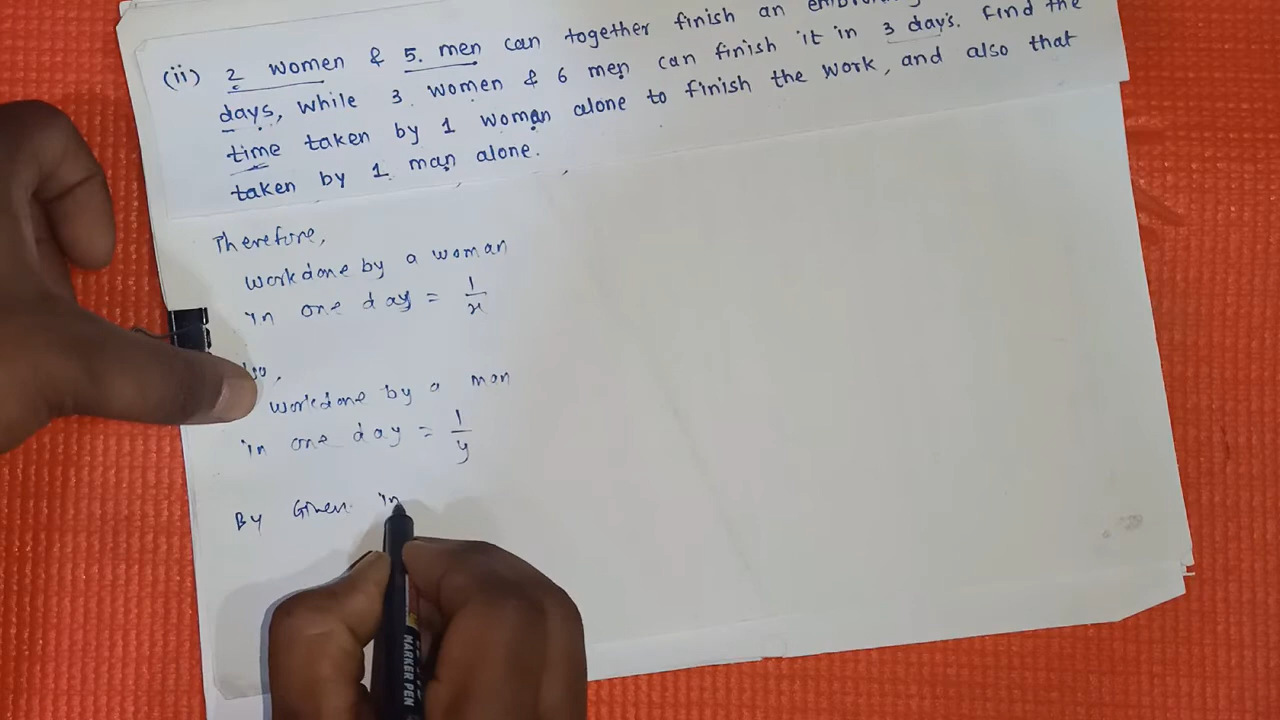 (ii) 2 women & 5 men can together finish an
days, while 3 women & 6 men can finish it in 3 days. Find the
time taken by 1 woman alone to finish the work, and also that
taken by 1 man alone.
Therefore,
work done by a woman
in one day = 1/x
work done by a man
in one day = 1/y
By Given in
MARKER PEN